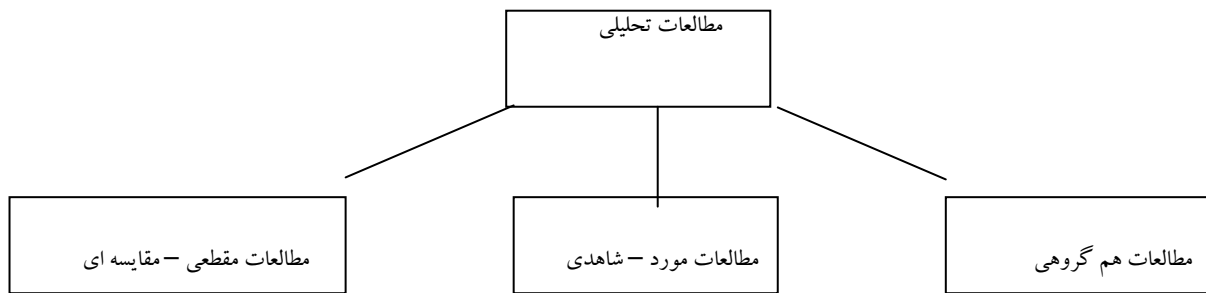 مطالعات تحلیلی
مطالعات هم گروهی
مطالعات مورد – شاهدی
مطالعات مقطعی – مقایسه ای